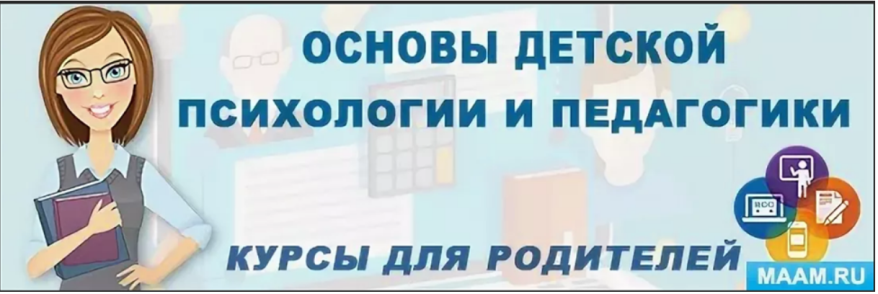 ОСНОВЫ ДЕТСКОЙ
ПСИХОЛОГИИ И ПЕДАГОГИКИ
КУРСЫ ДЛЯ РОДИТЕЛЕЙ
MAAM.RU